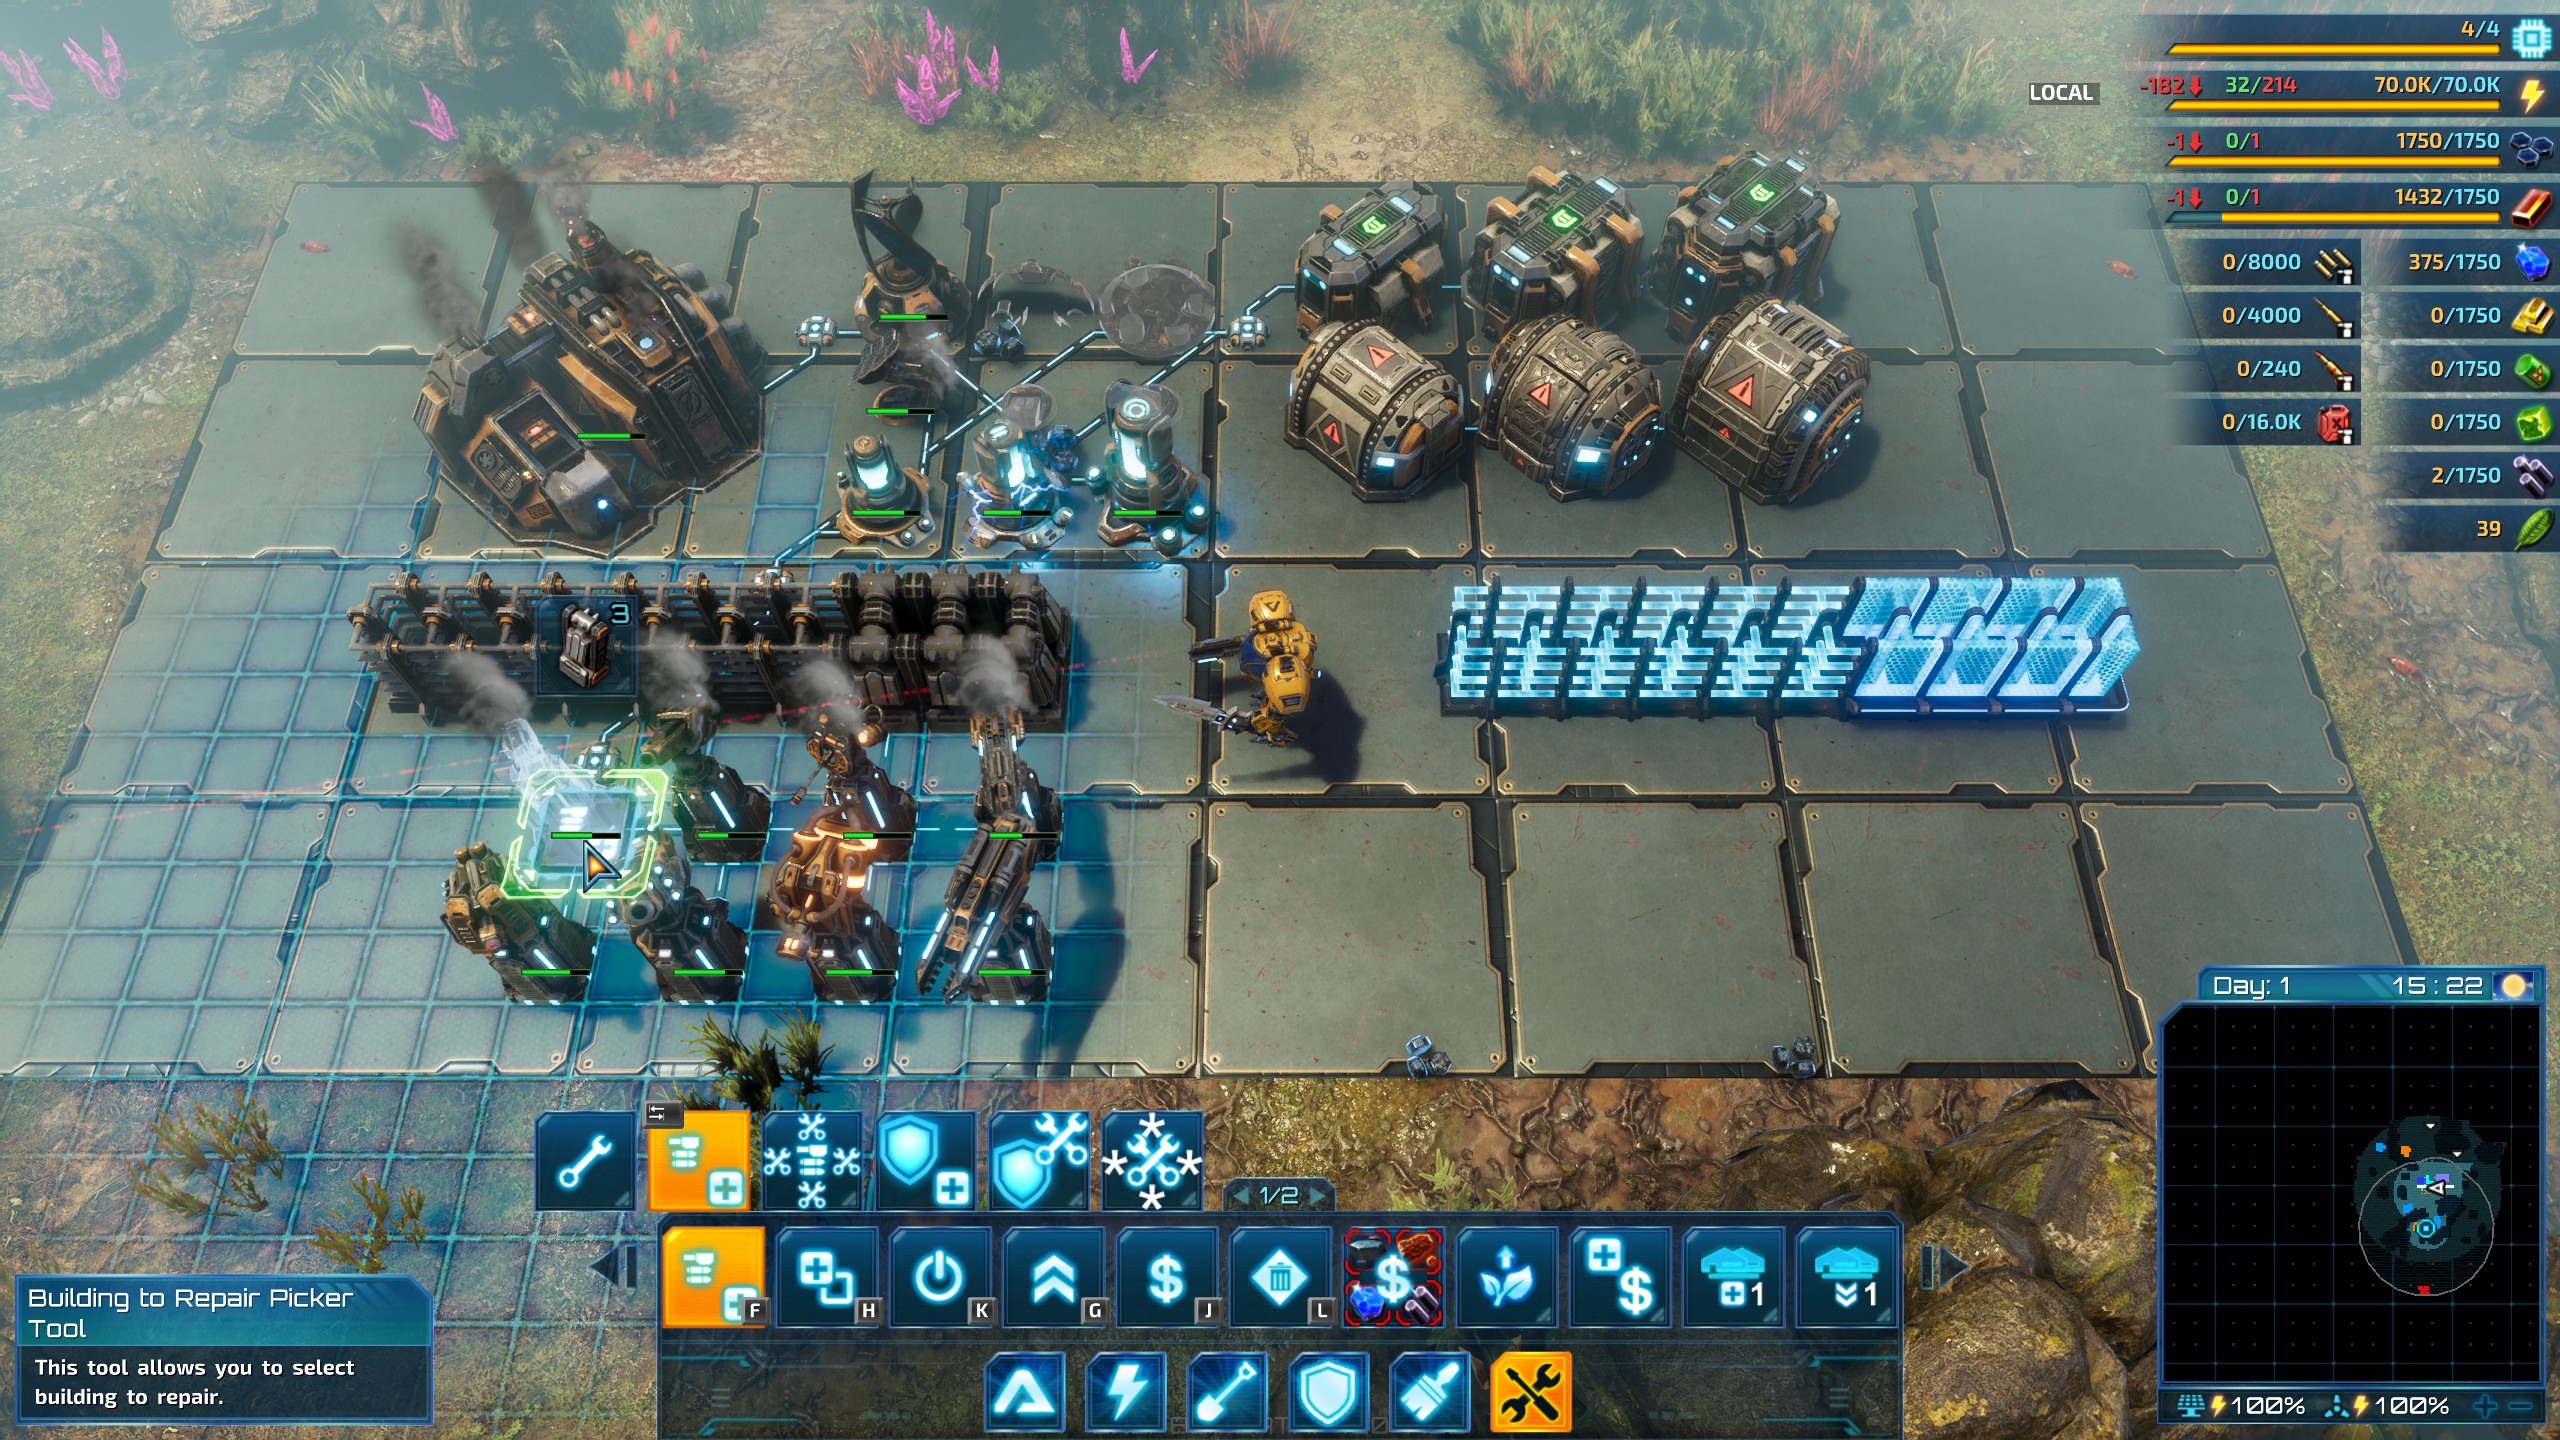 4/4
LOCAL
-182 32/214 70.0K/70.0K
-1 0/1 1750/1750
-1 0/1 1432/1750
0/8000 375/1750
0/4000 0/1750
0/240 0/1750
0/16.0K 0/1750
2/1750
39
3
Day: 1 15:22
1/2
F H K G J L 1 1
Building to Repair Picker
Tool
This tool allows you to select
building to repair.
100% 100%